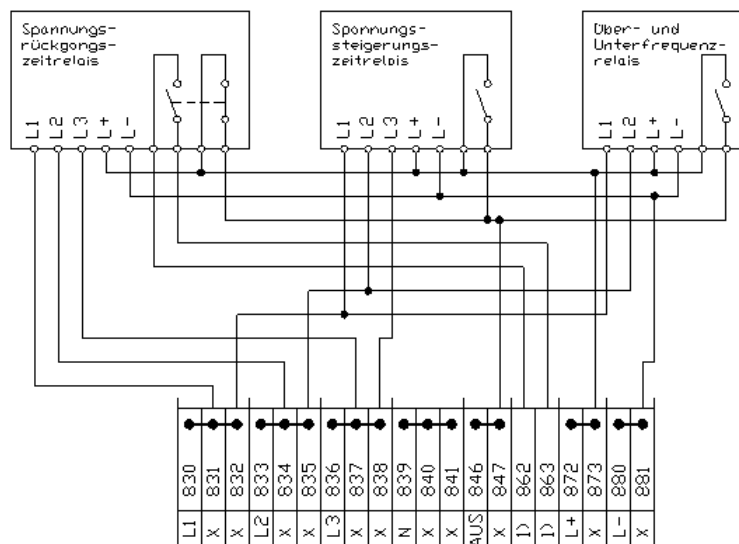 Spannungs-
rückgangs-
zeitrelais
L1 L2 L3 L+ L-
Spannungs-
steigerungs-
zeitrelais
L1 L2 L3 L+ L-
Über- und
Unterfrequenz-
relais
L1 L2 L+ L-
830 831 832 833 834 835 836 837 838 839 840 841 846 847 862 863 872 873 880 881
L1 X X L2 X X L3 X X N X X AUS X 1) 1) L+ X L- X